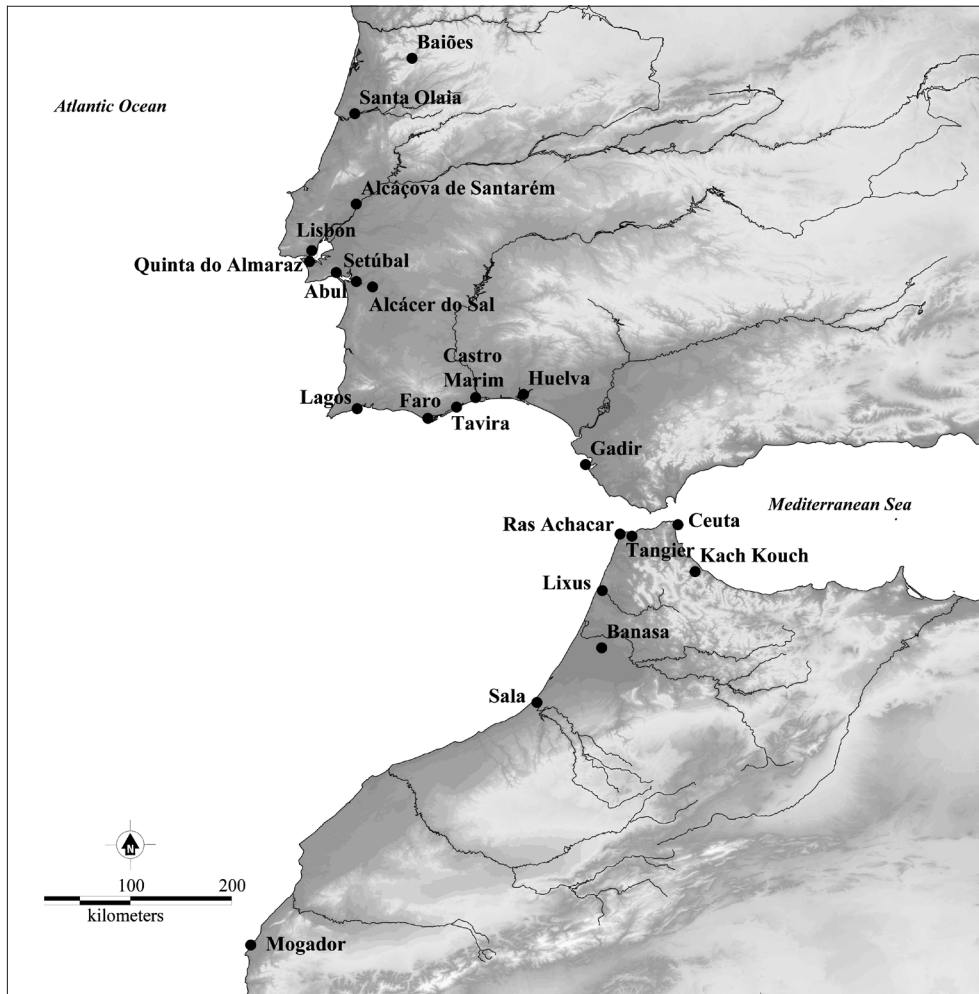 Baiões
Atlantic Ocean
Santa Olaia
Alcáçova de Santarém
Lisbon
Quinta do Almaraz
Setúbal
Abul
Alcácer do Sal
Castro
Marim
Huelva
Lagos
Faro
Tavira
Gadir
Mediterranean Sea
Ras Achacar
Ceuta
Tangier
Kach Kouch
Lixus
Banasa
Sala
N
100
200
kilometers
Mogador